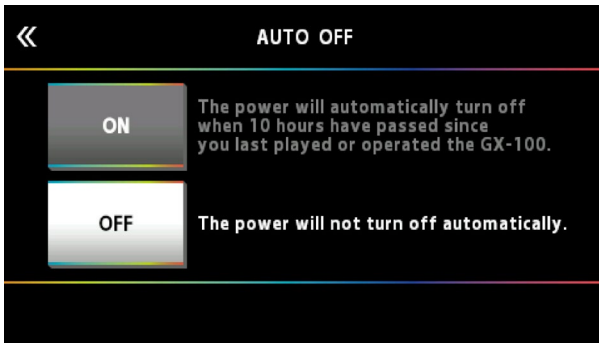 AUTO OFF
ON
The power will automatically turn off
when 10 hours have passed since
you last played or operated the GX-100.
OFF
The power will not turn off automatically.